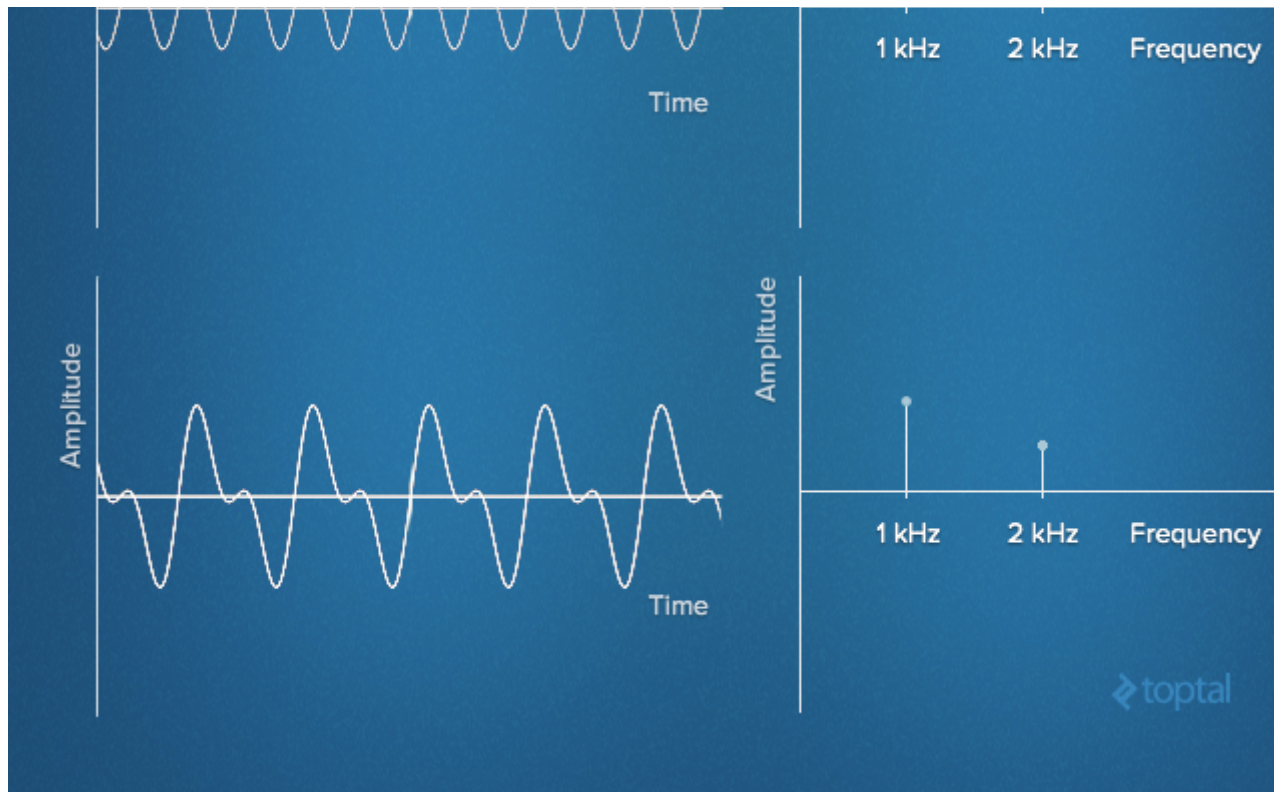 1 kHz 2 kHz Frequency
Time
Amplitude
Amplitude
1 kHz 2 kHz Frequency
Time
toptal